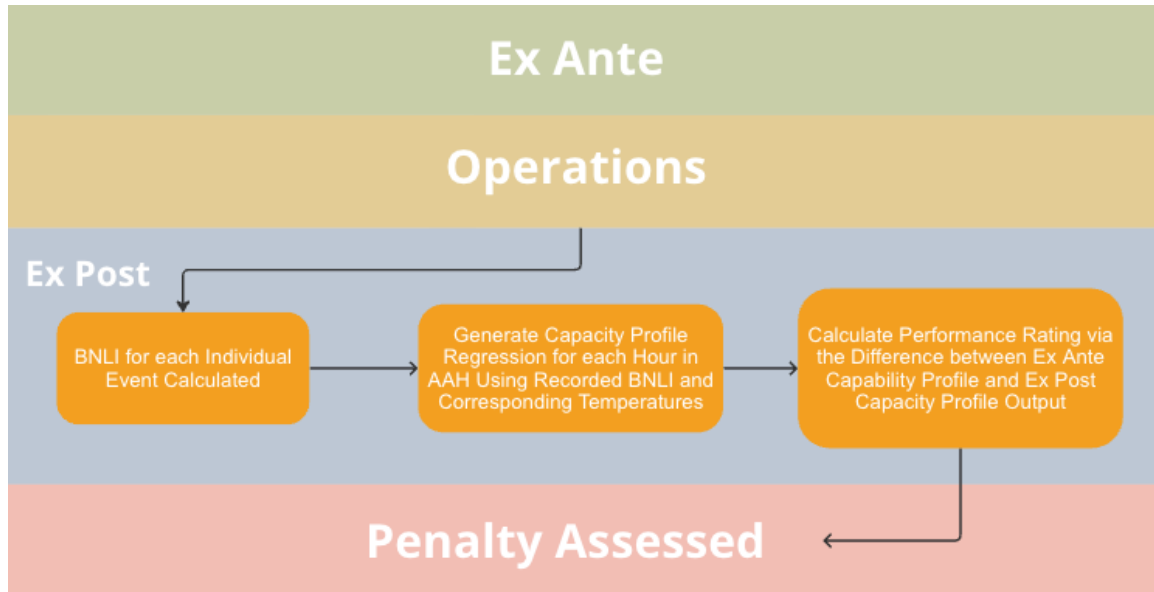 Ex Ante
Operations
Ex Post
BNLI for each Individual
Event Calculated
Generate Capacity Profile
Regression for each Hour in
AAH Using Recorded BNLI and
Corresponding Temperatures
Calculate Performance Rating via
the Difference between Ex Ante
Capability Profile and Ex Post
Capacity Profile Output
Penalty Assessed